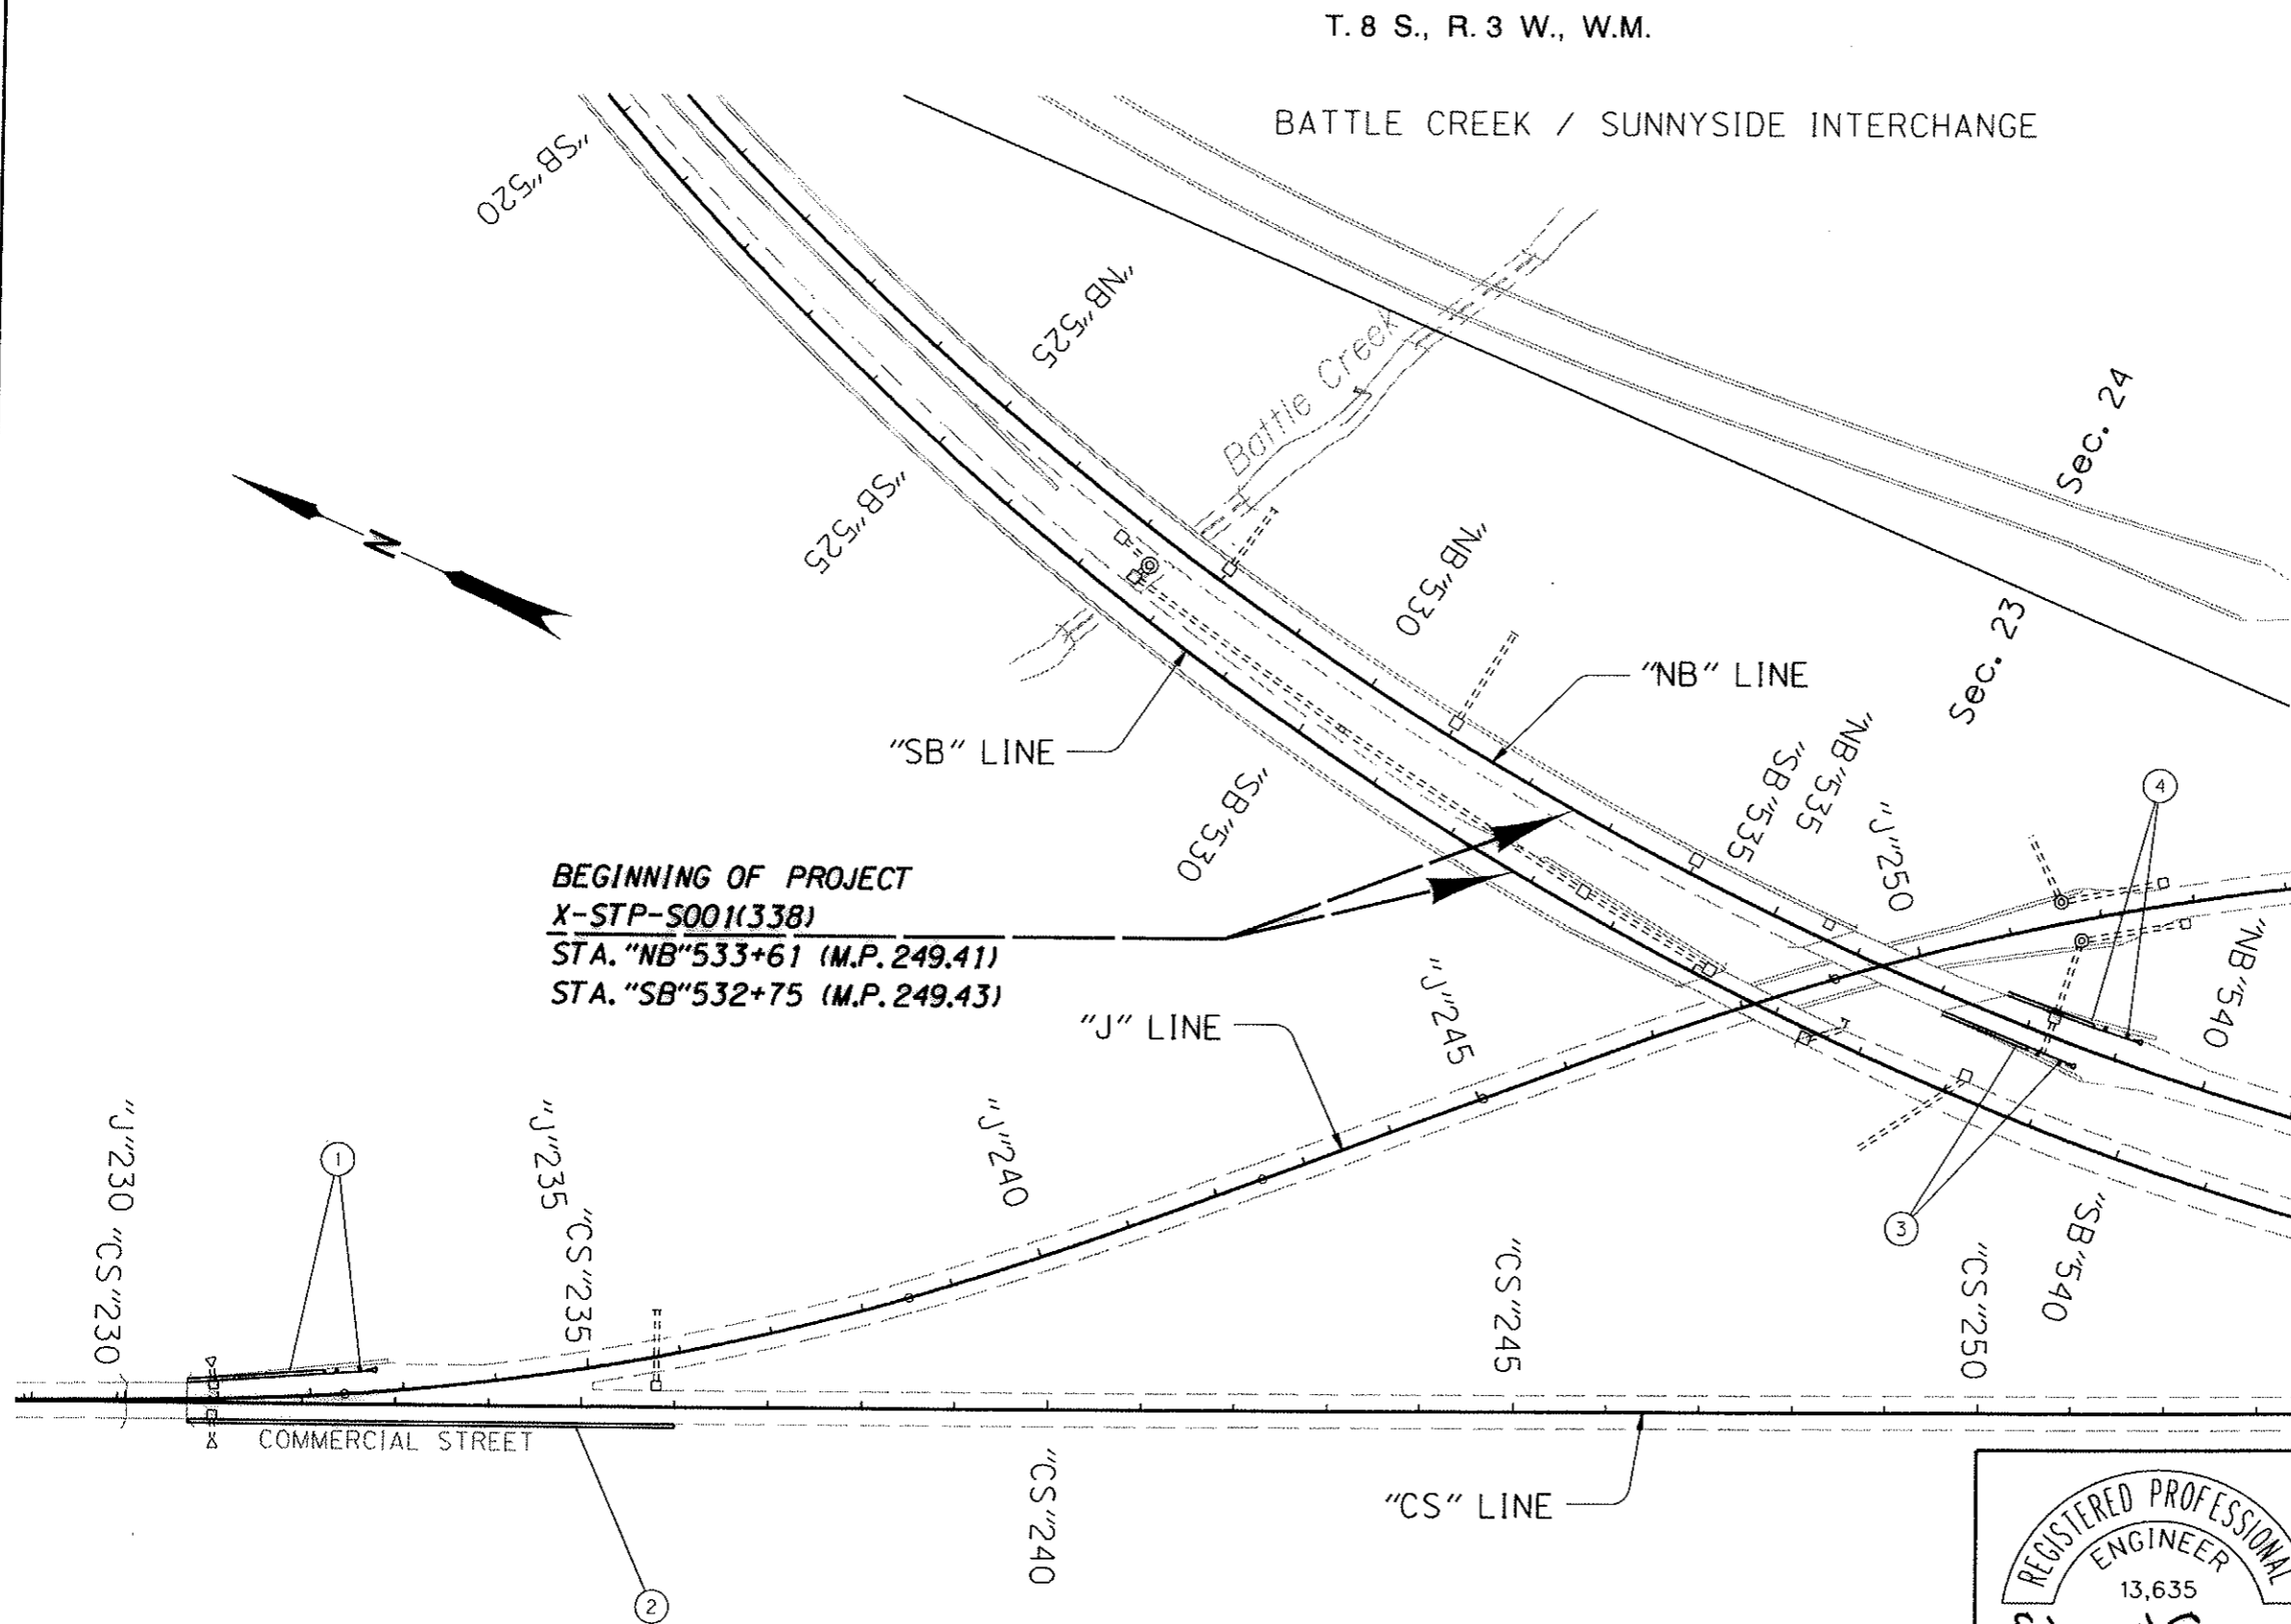 T. 8 S., R. 3 W., W.M.
BATTLE CREEK / SUNNYSIDE INTERCHANGE
"SB"520
"NB"525
Battle Creek
"SB"525
N
"NB"530
Sec. 24
Sec. 23
"NB" LINE
"SB" LINE
"SB"530
"SB"535
"NB"535
"J"250
4
BEGINNING OF PROJECT
X-STP-S001(338)
STA. "NB"533+61 (M.P. 249.41)
STA. "SB"532+75 (M.P. 249.43)
"NB"540
"J"245
"J" LINE
"J"230
"CS"230
1
"J"235
"CS"235
"J"240
"CS"245
3
"CS"250
"SB"540
COMMERCIAL STREET
"CS"240
"CS" LINE
2
REGISTERED PROFESSIONAL
ENGINEER
13,635